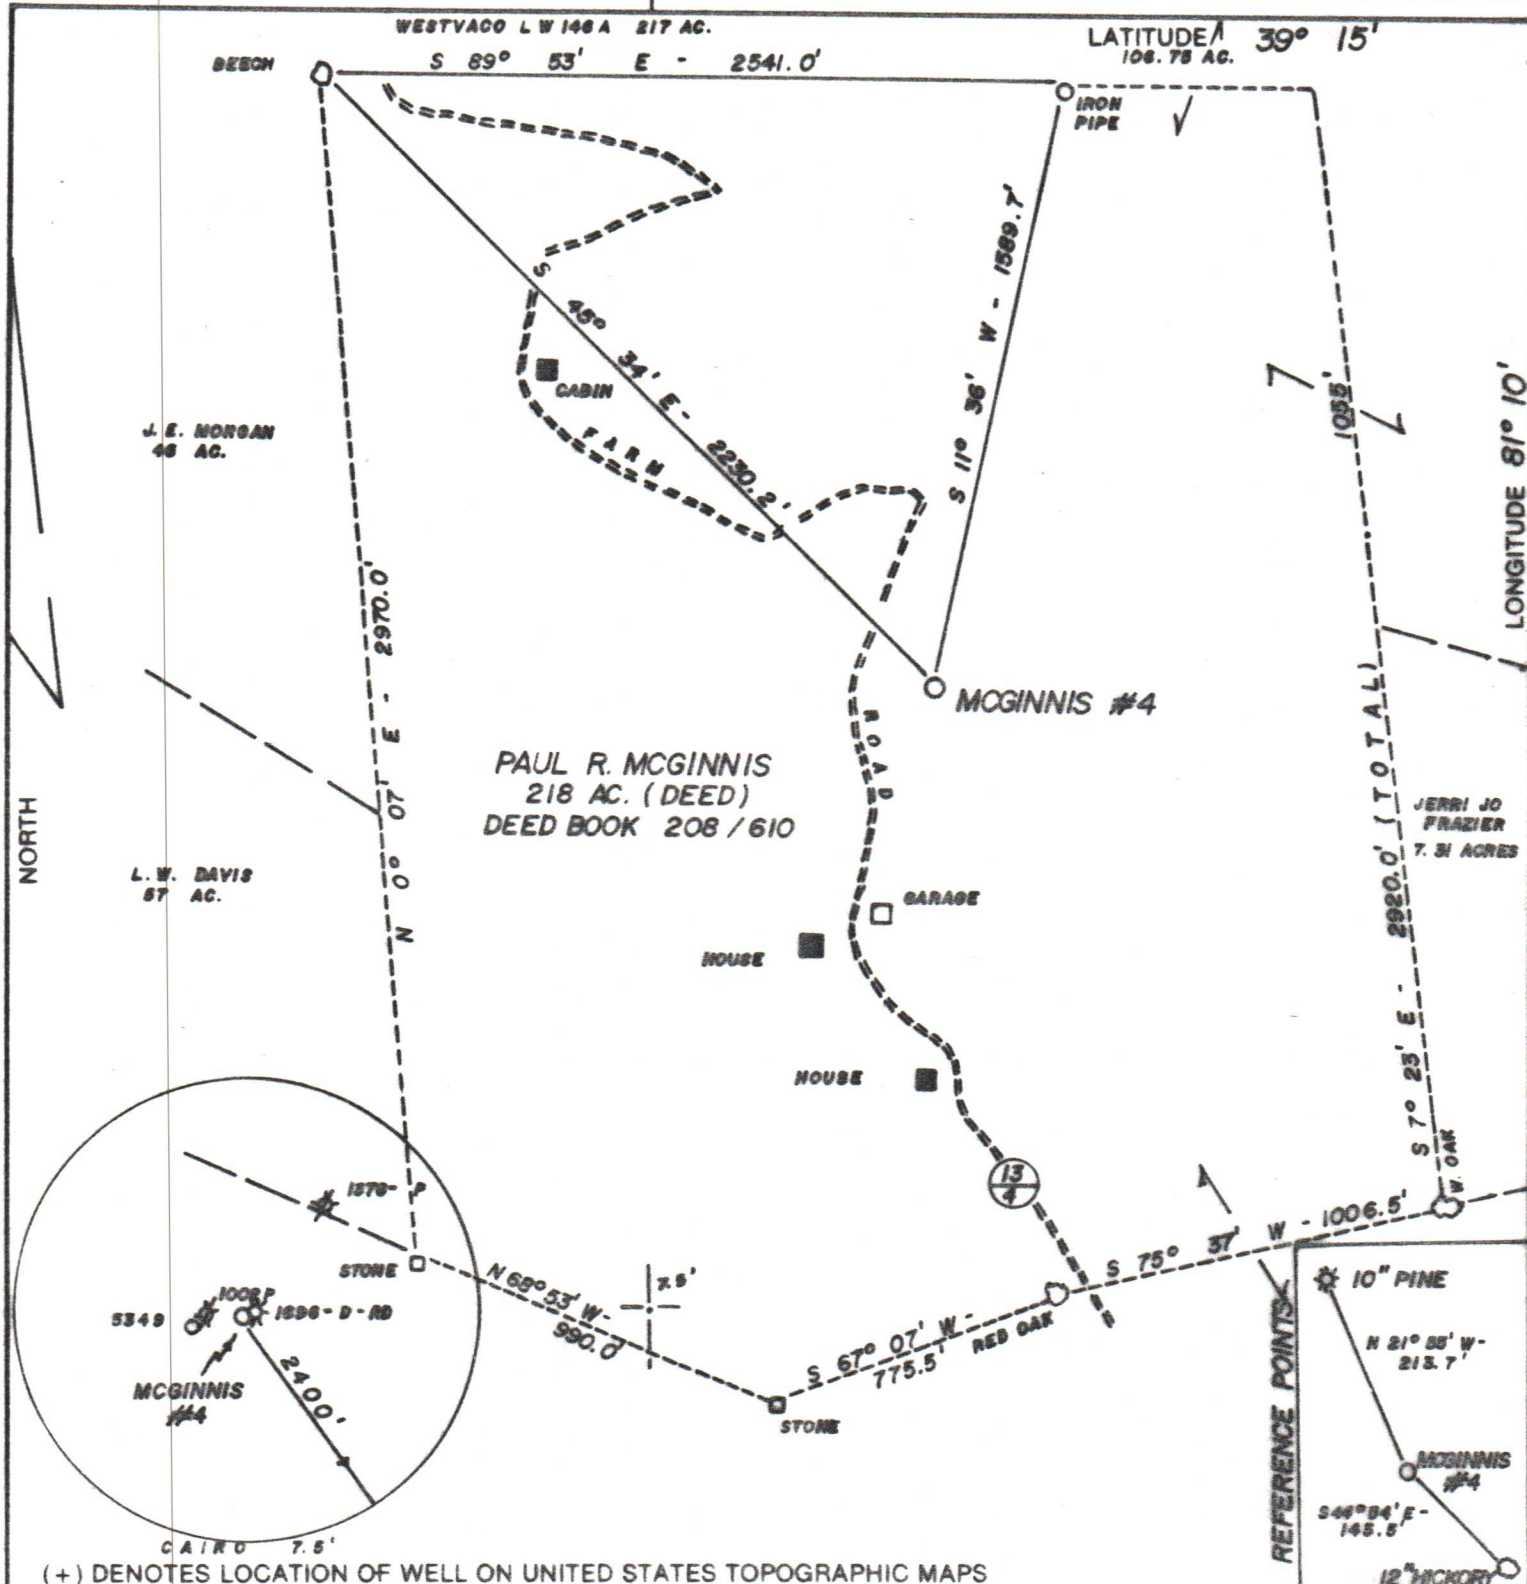 WESTVACO L W 146A 217 AC.
LATITUDE 39° 15'
106.75 AC.
BEECH
S 89° 53' E - 2541.0'
IRON
PIPE
S 11° 36' W - 1589.7'
S 45° 34' E - 2230.2'
CABIN
FARM
J. E. MORGAN
AC.
1055'
LONGITUDE 81° 10'
N 0° 07' E - 2970.0'
MCGINNIS #4
ROAD
PAUL R. MCGINNIS
218 AC. (DEED)
DEED BOOK 208/610
NORTH
L.W. DAVIS
57 AC.
JERRI JO
FRAZIER
7.31 ACRES
S 7° 23' E - 2920.0' (TOTAL)
GARAGE
HOUSE
HOUSE
W. OAK
13
4
- P
STONE
N 68° 53' W-
990.0'
7.5'
S 75° 37' W - 1006.5'
RED OAK
S 67° 07' W-
775.5'
STONE
5349
1696-D-RD
MCGINNIS
#4
2400'
REFERENCE POINTS
10" PINE
N 21° 55' W-
213.7'
MCGINNIS
#4
E-
145.5'
12" HICKORY
CAIRO 7.5'
(+) DENOTES LOCATION OF WELL ON UNITED STATES TOPOGRAPHIC MAPS